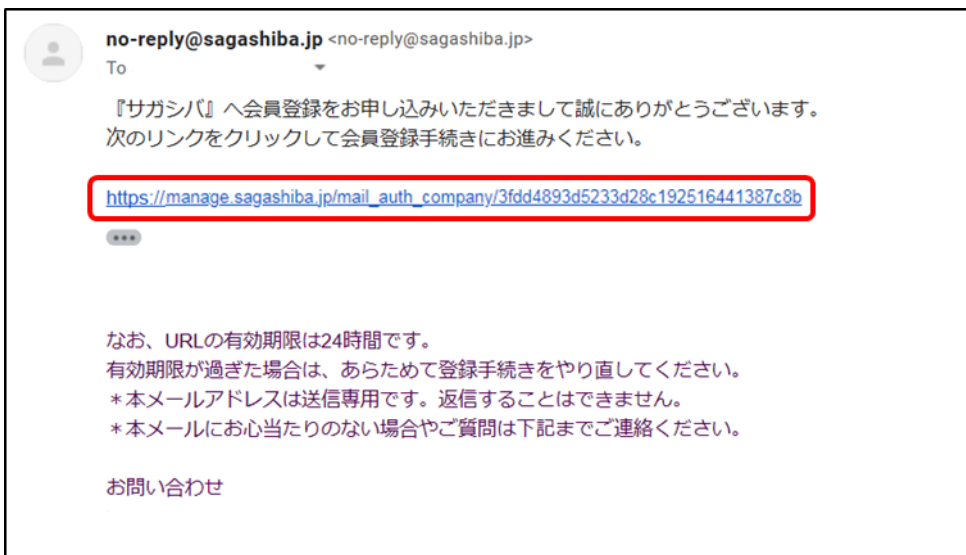 no-reply@sagashiba.jp <no-reply@sagashiba.jp>
To
『サガシバ』へ会員登録をお申し込みいただきまして誠にありがとうございます。
次のリンクをクリックして会員登録手続きにお進みください。
https://manage.sagashiba.jp/mail_auth_company/3fdd4893d5233d28c192516441387c8b
なお、URLの有効期限は24時間です。
有効期限が過ぎた場合は、あらためて登録手続きをやり直してください。
＊本メールアドレスは送信専用です。返信することはできません。
＊本メールにお心当たりのない場合やご質問は下記までご連絡ください。
お問い合わせ